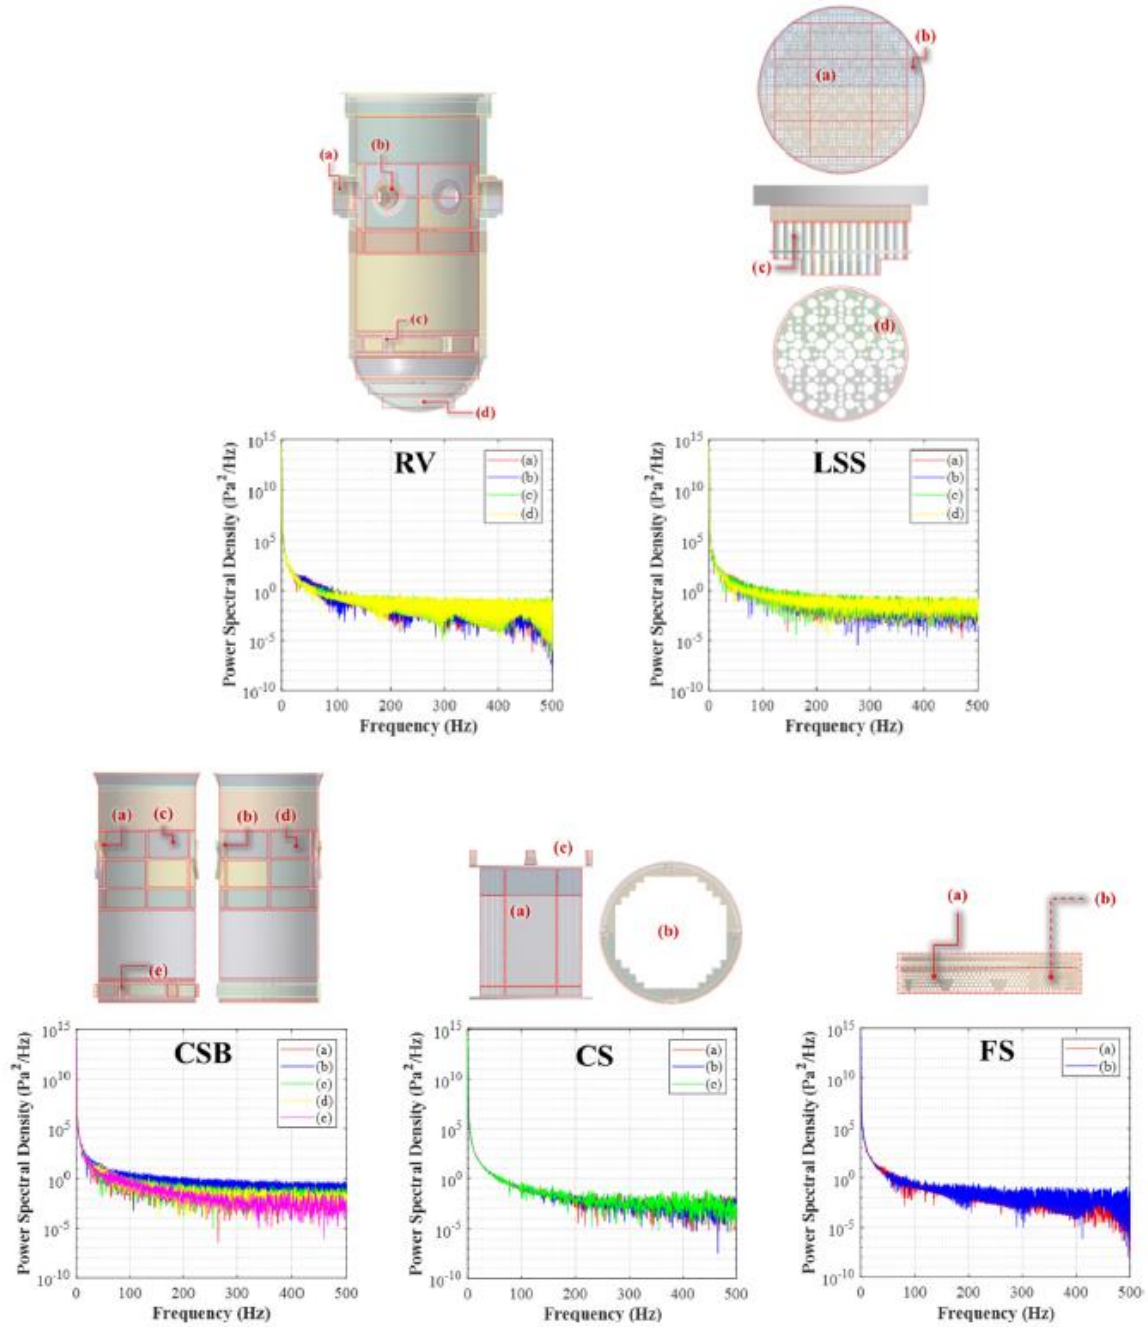 (b)
(a)
(a)
(b)
(c)
(c)
(d)
(d)
10^15
10^10
10^5
10^0
10^-5
10^-10
RV
(a)
(b)
(c)
(d)
Power Spectral Density (Pa^2/Hz)
0 100 200 300 400 500
Frequency (Hz)
10^15
10^10
10^5
10^0
10^-5
10^-10
LSS
(a)
(b)
(c)
(d)
Power Spectral Density (Pa^2/Hz)
0 100 200 300 400 500
Frequency (Hz)
(a) (c) (b) (d)
(e)
(c)
(a)
(b)
(a) (b)
10^15
10^10
10^5
10^0
10^-5
10^-10
CSB
(a)
(b)
(c)
(d)
(e)
Power Spectral Density (Pa^2/Hz)
0 100 200 300 400 500
Frequency (Hz)
10^15
10^10
10^5
10^0
10^-5
10^-10
CS
(a)
(b)
(c)
Power Spectral Density (Pa^2/Hz)
0 100 200 300 400 500
Frequency (Hz)
10^15
10^10
10^5
10^0
10^-5
10^-10
FS
(a)
(b)
Power Spectral Density (Pa^2/Hz)
0 100 200 300 400 500
Frequency (Hz)